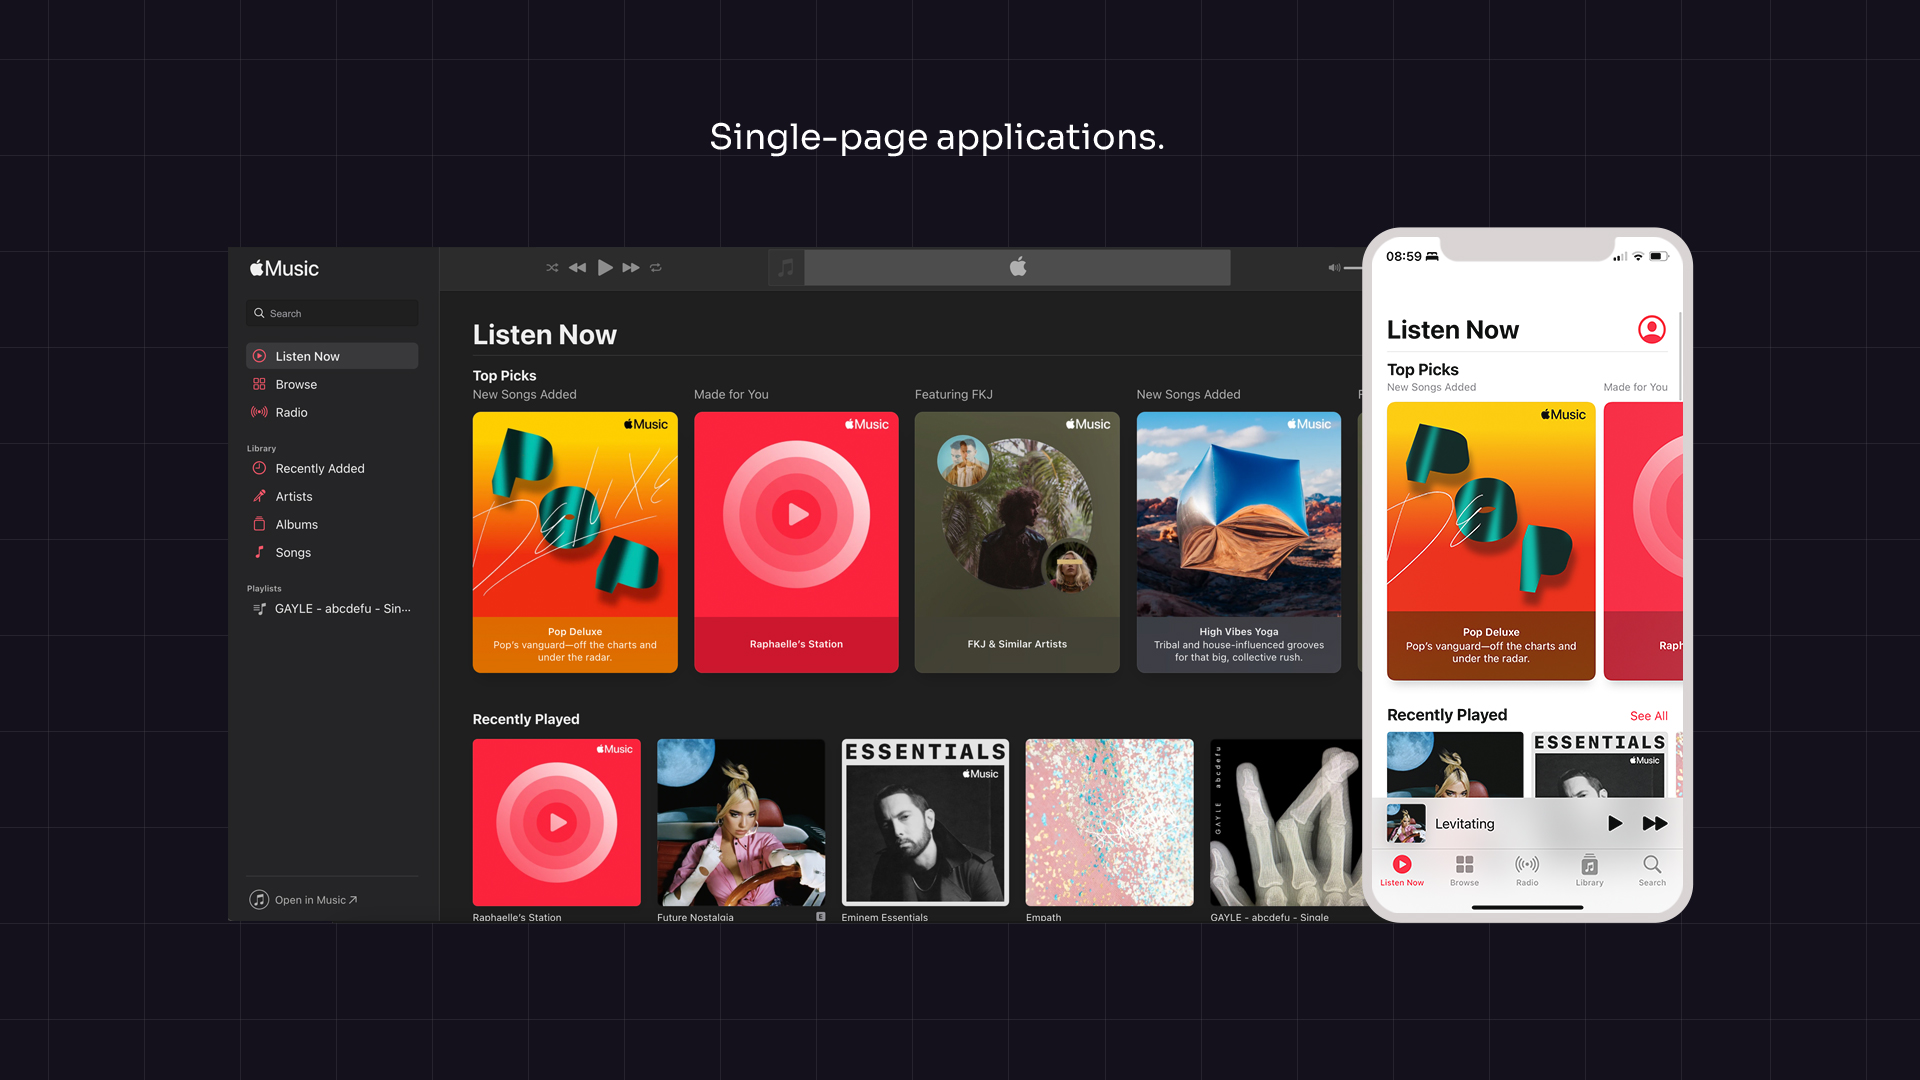 Single-page applications.
Music
Search
Listen Now
Browse
Radio
Library
Recently Added
Artists
Albums
Songs
Playlists
GAYLE - abcdefu - Sin...
Open in Music
Listen Now
Top Picks
New Songs Added
Made for You
Featuring FKJ
New Songs Added
F
Music
POP
Deluxe
Pop Deluxe
Pop's vanguard—off the charts and
under the radar.
Music
Raphaelle's Station
Music
FKJ & Similar Artists
Music
High Vibes Yoga
Tribal and house-influenced grooves
for that big, collective rush.
Recently Played
Music
Raphaelle's Station
Future Nostalgia
E
ESSENTIALS
Music
Eminem Essentials
Empath
GAYLE abcdefu
GAYLE - abcdefu - Single
08:59
Listen Now
Top Picks
New Songs Added
Made for You
Music
POP
De
Pop Deluxe
Pop's vanguard—off the charts and
under the radar.
Raph
Recently Played
See All
ESSENTIALS
Music
Levitating
Listen Now
Browse
Radio
Library
Search